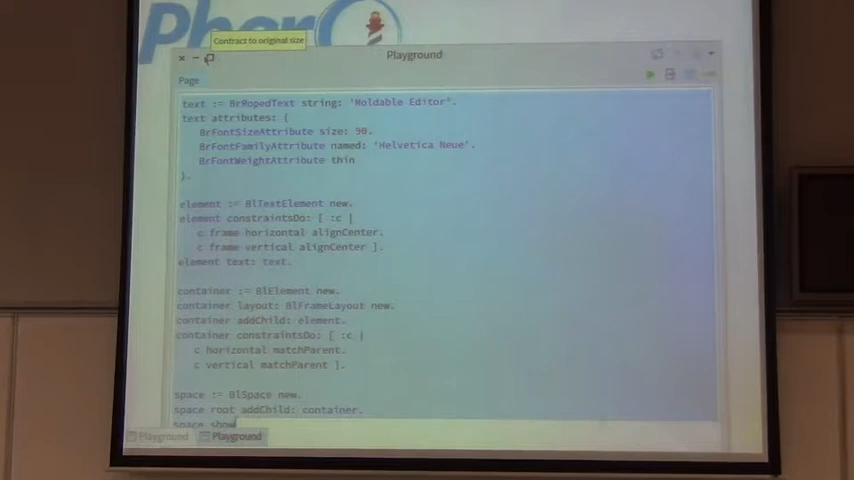 Phar
Contract to original size
Playground
Page
text := BrRopedText string: 'Moldable Editor'.
text attributes: {
BrFontSizeAttribute size: 90.
BrFontFamilyAttribute named: 'Helvetica Neue'.
BrFontWeightAttribute thin
}.
element := BlTextElement new.
element constraintsDo: [ :c |
c frame horizontal alignCenter.
c frame vertical alignCenter ].
element text: text.
container := BlElement new.
container layout: BlFrameLayout new.
container addChild: element.
container constraintsDo: [ :c |
c horizontal matchParent.
c vertical matchParent ].
space := BlSpace new.
space root addChild: container.
space show
Playground
Playground